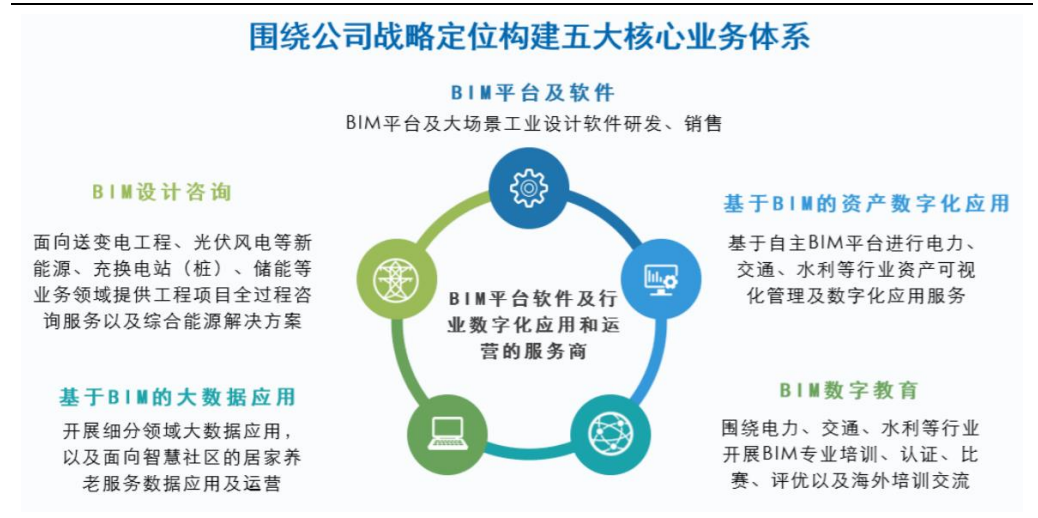 围绕公司战略定位构建五大核心业务体系
BIM平台及软件
BIM平台及大场景工业设计软件研发、销售
BIM设计咨询
面向送变电工程、光伏风电等新
能源、充换电站（桩）、储能等
业务领域提供工程项目全过程咨
询服务以及综合能源解决方案
基于BIM的资产数字化应用
基于自主BIM平台进行电力、
交通、水利等行业资产可视
化管理及数字化应用服务
BIM平台软件及行
业数字化应用和运
营的服务商
基于BIM的大数据应用
开展细分领域大数据应用，
以及面向智慧社区的居家养
老服务数据应用及运营
BIM数字教育
围绕电力、交通、水利等行业
开展BIM专业培训、认证、比
赛、评优以及海外培训交流